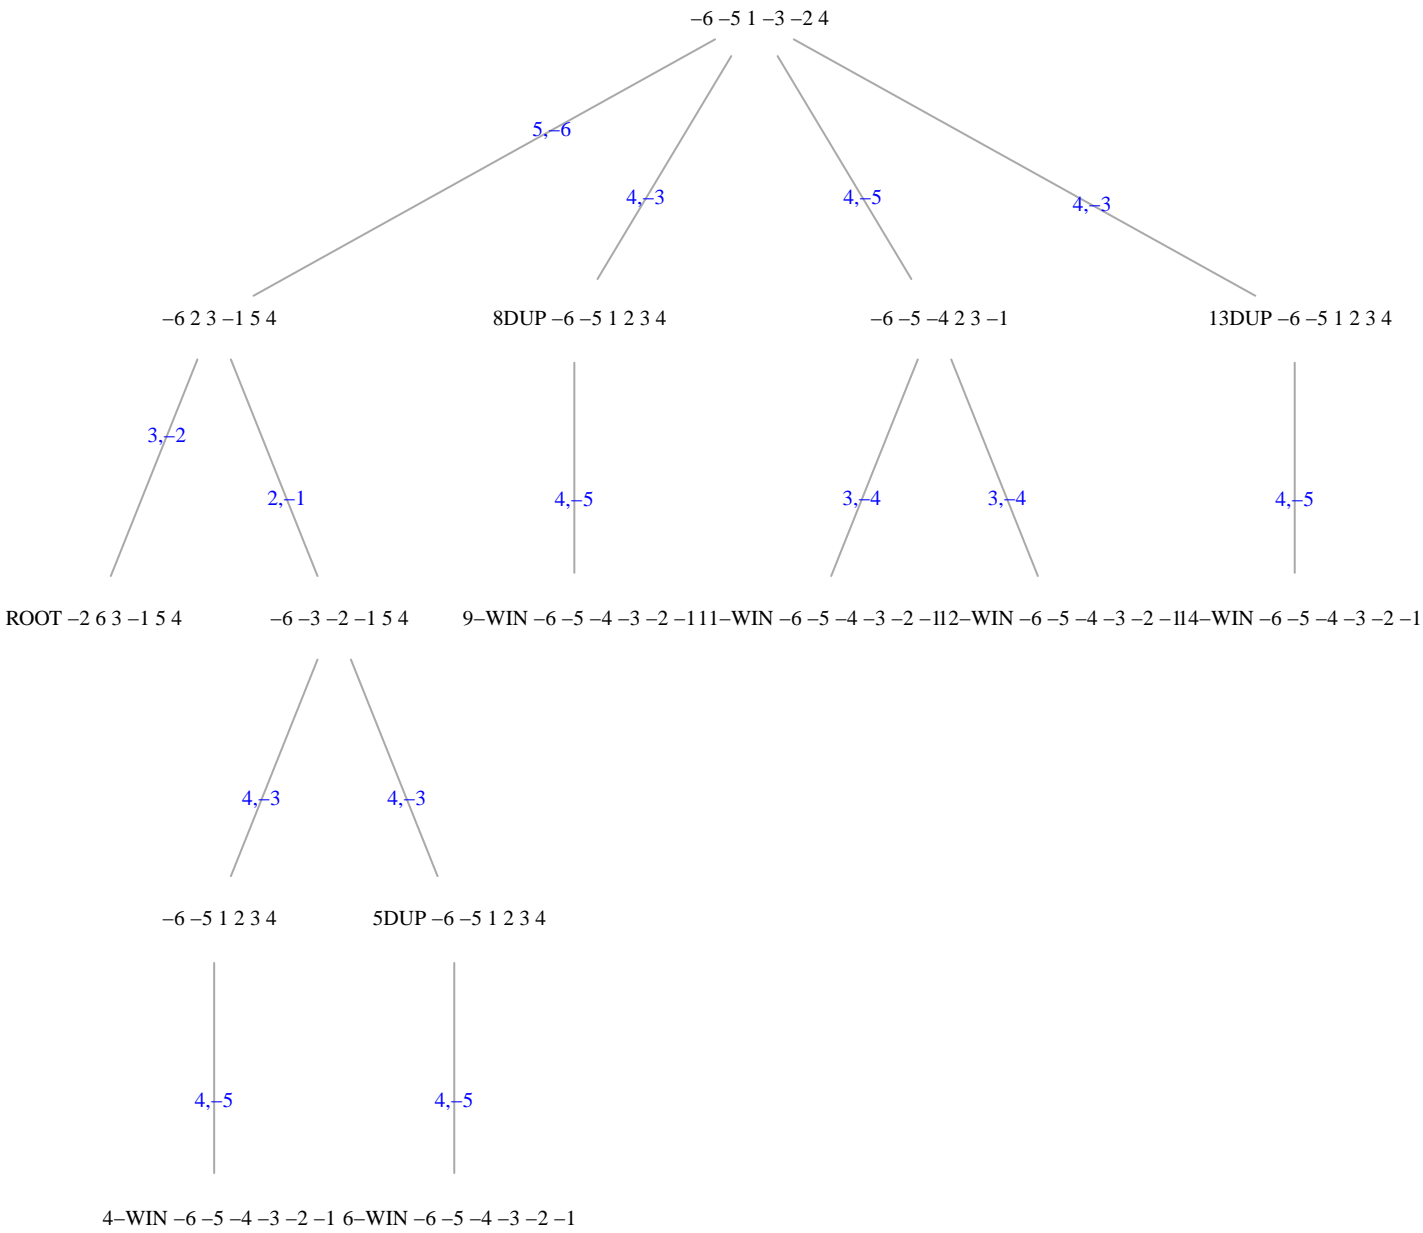 –6 –5 1 –3 –2 4
5,–6
4,–3
4,–5
4,–3
–6 2 3 –1 5 4
8DUP –6 –5 1 2 3 4
–6 –5 –4 2 3 –1
13DUP –6 –5 1 2 3 4
3,–2
2,–1
4,–5
3,–4
3,–4
4,–5
ROOT –2 6 3 –1 5 4
–6 –3 –2 –1 5 4
9–WIN –6 –5 –4 –3 –2 –1
11–WIN –6 –5 –4 –3 –2 –1
12–WIN –6 –5 –4 –3 –2 –1
14–WIN –6 –5 –4 –3 –2 –1
4,–3
4,–3
–6 –5 1 2 3 4
5DUP –6 –5 1 2 3 4
4,–5
4,–5
4–WIN –6 –5 –4 –3 –2 –1
6–WIN –6 –5 –4 –3 –2 –1